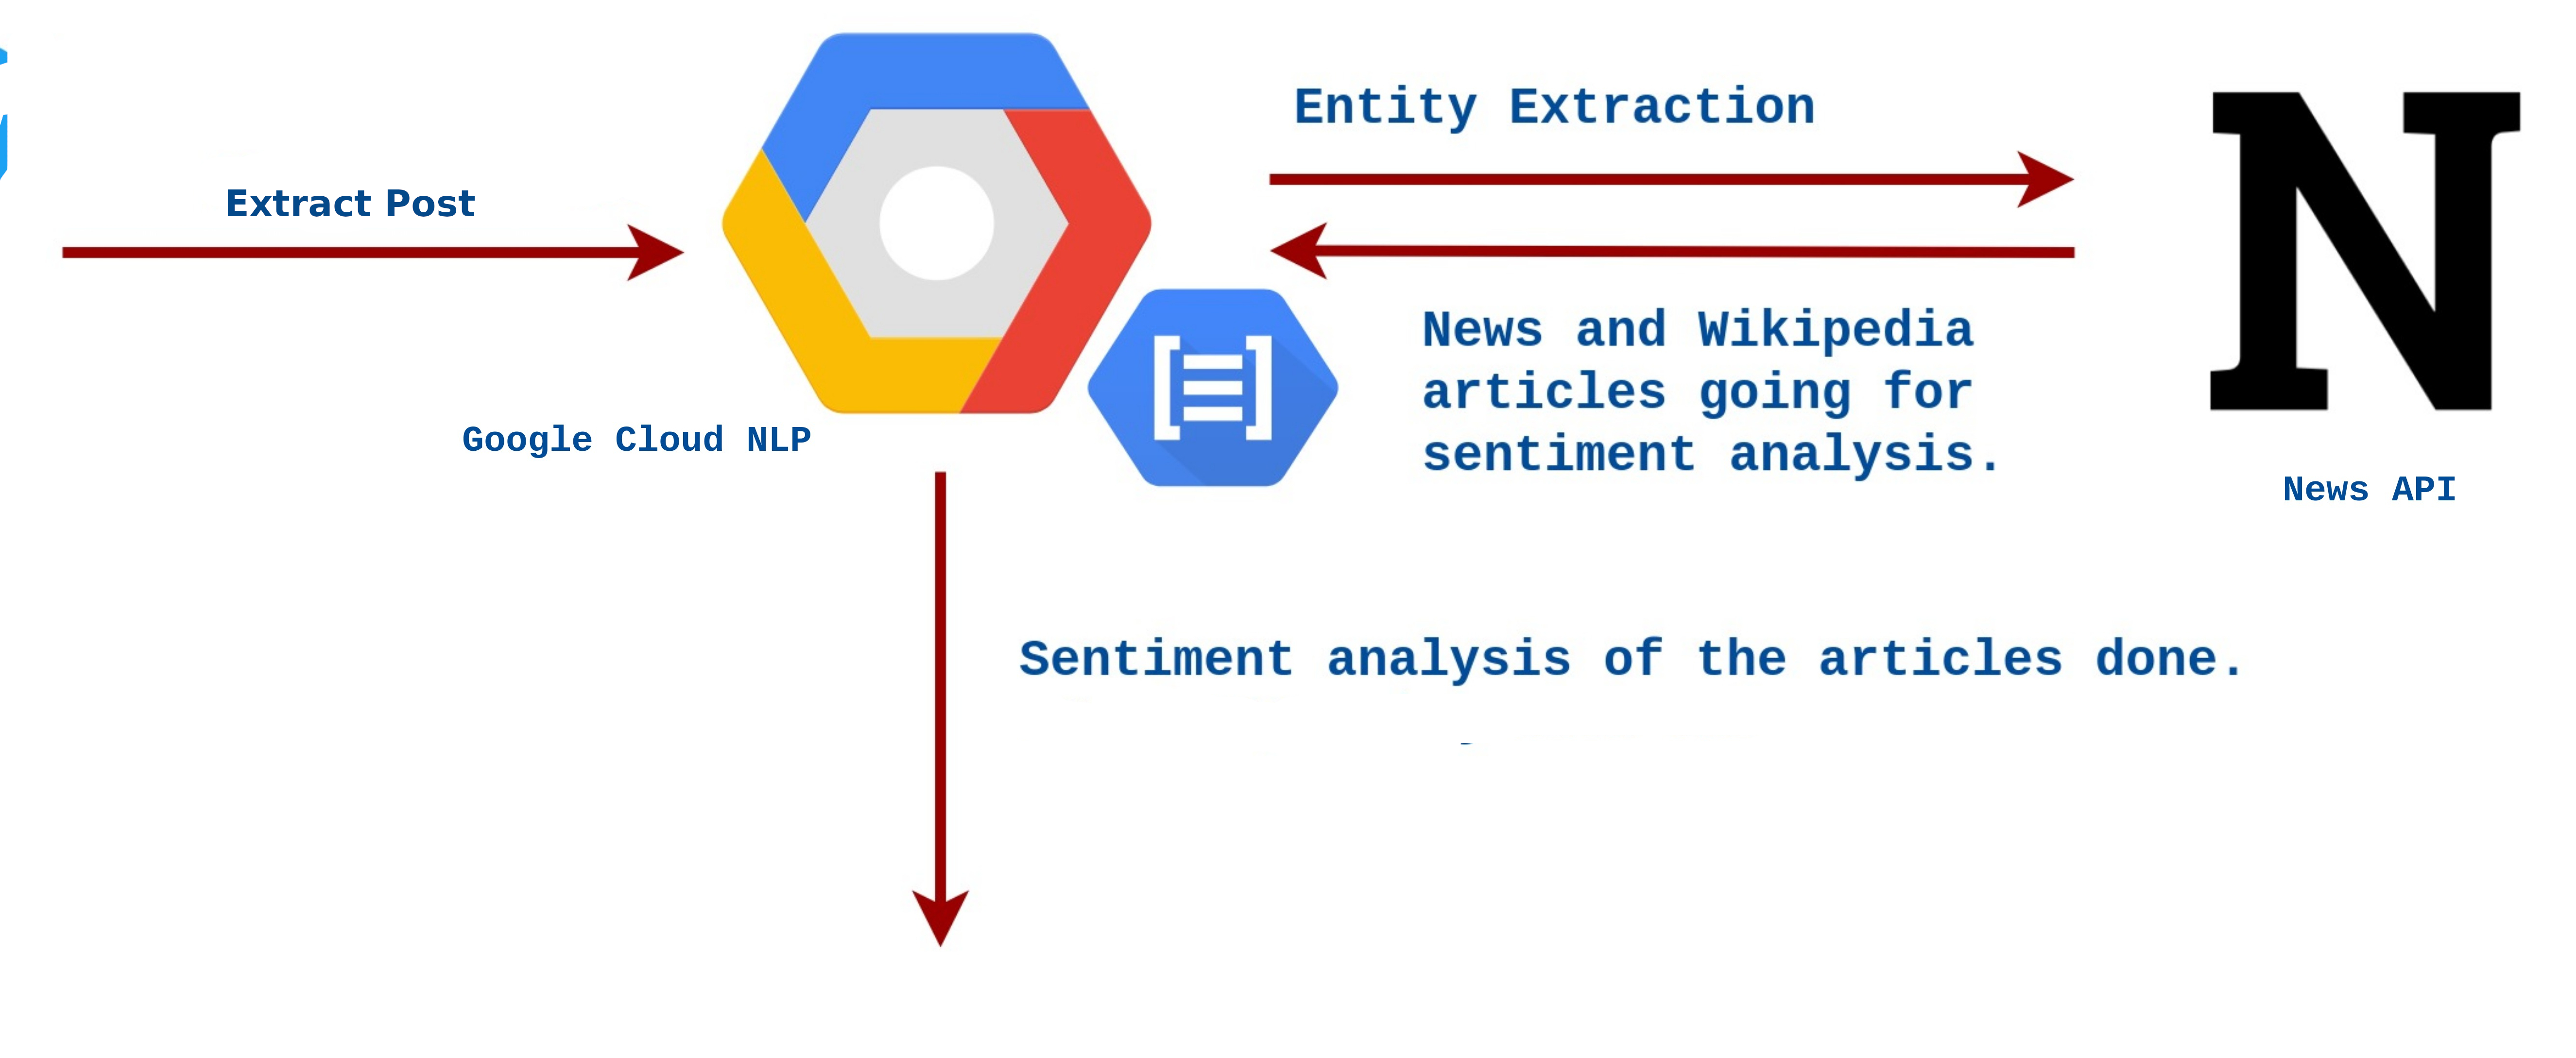 Entity Extraction
Extract Post
News and Wikipedia
articles going for
sentiment analysis.
Google Cloud NLP
N
News API
Sentiment analysis of the articles done.